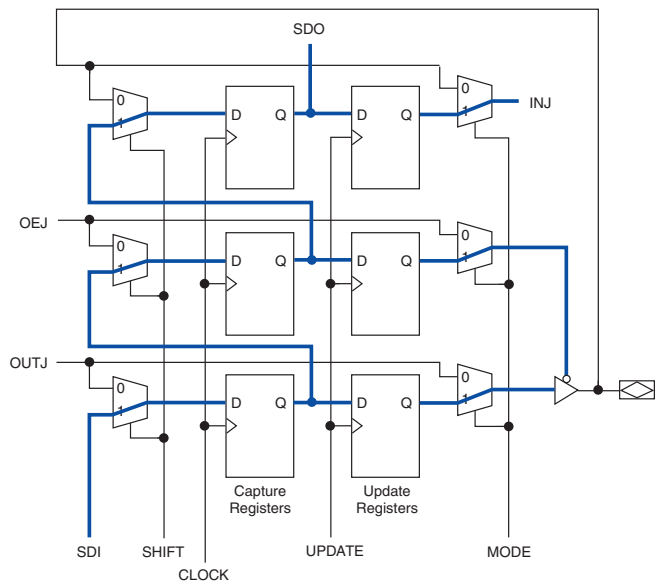 SDO
0
1
D Q
D Q
0
1
INJ
OEJ
0
1
D Q
D Q
0
1
OUTJ
0
1
D Q
D Q
0
1
Capture
Registers
Update
Registers
SDI
SHIFT
CLOCK
UPDATE
MODE